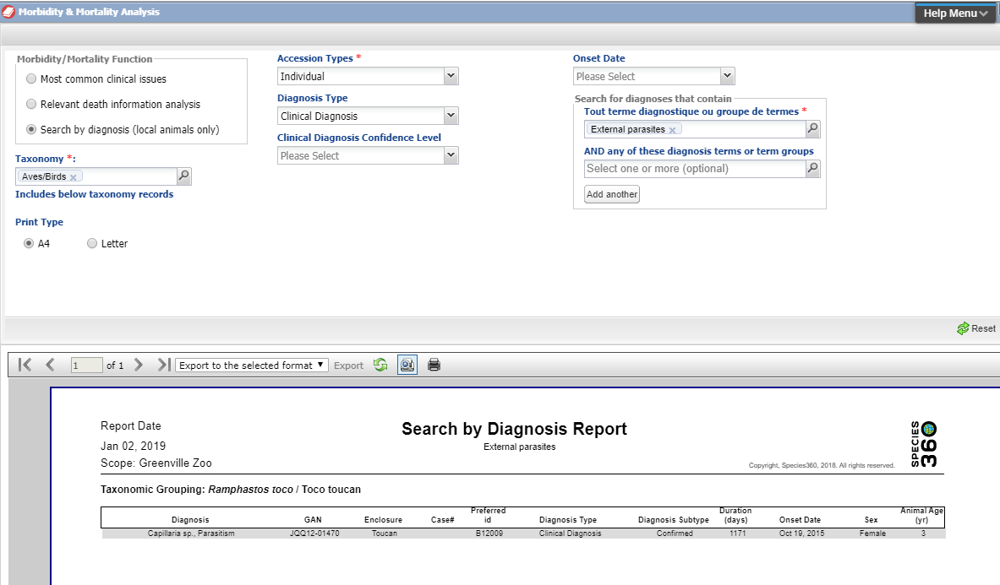 Morbidity & Mortality Analysis
Help Menu
Morbidity/Mortality Function
Most common clinical issues
Relevant death information analysis
Search by diagnosis (local animals only)
Taxonomy *:
Aves/Birds x
Includes below taxonomy records
Print Type
A4 Letter
Accession Types *
Individual
Diagnosis Type
Clinical Diagnosis
Clinical Diagnosis Confidence Level
Please Select
Onset Date
Please Select
Search for diagnoses that contain
Tout terme diagnostique ou groupe de termes *
External parasites x
AND any of these diagnosis terms or term groups
Select one or more (optional)
Add another
Reset
1 of 1 Export to the selected format Export
Report Date
Jan 02, 2019
Scope: Greenville Zoo
Search by Diagnosis Report
External parasites
SPECIES
360
Copyright, Species360, 2018. All rights reserved.
Taxonomic Grouping: Ramphastos toco / Toco toucan
Diagnosis GAN Enclosure Case# Preferred id Diagnosis Type Diagnosis Subtype Duration (days) Onset Date Sex Animal Age (yr)
Capillaria sp., Parasitism JQQ12-01470 Toucan B12009 Clinical Diagnosis Confirmed 1171 Oct 19, 2015 Female 3